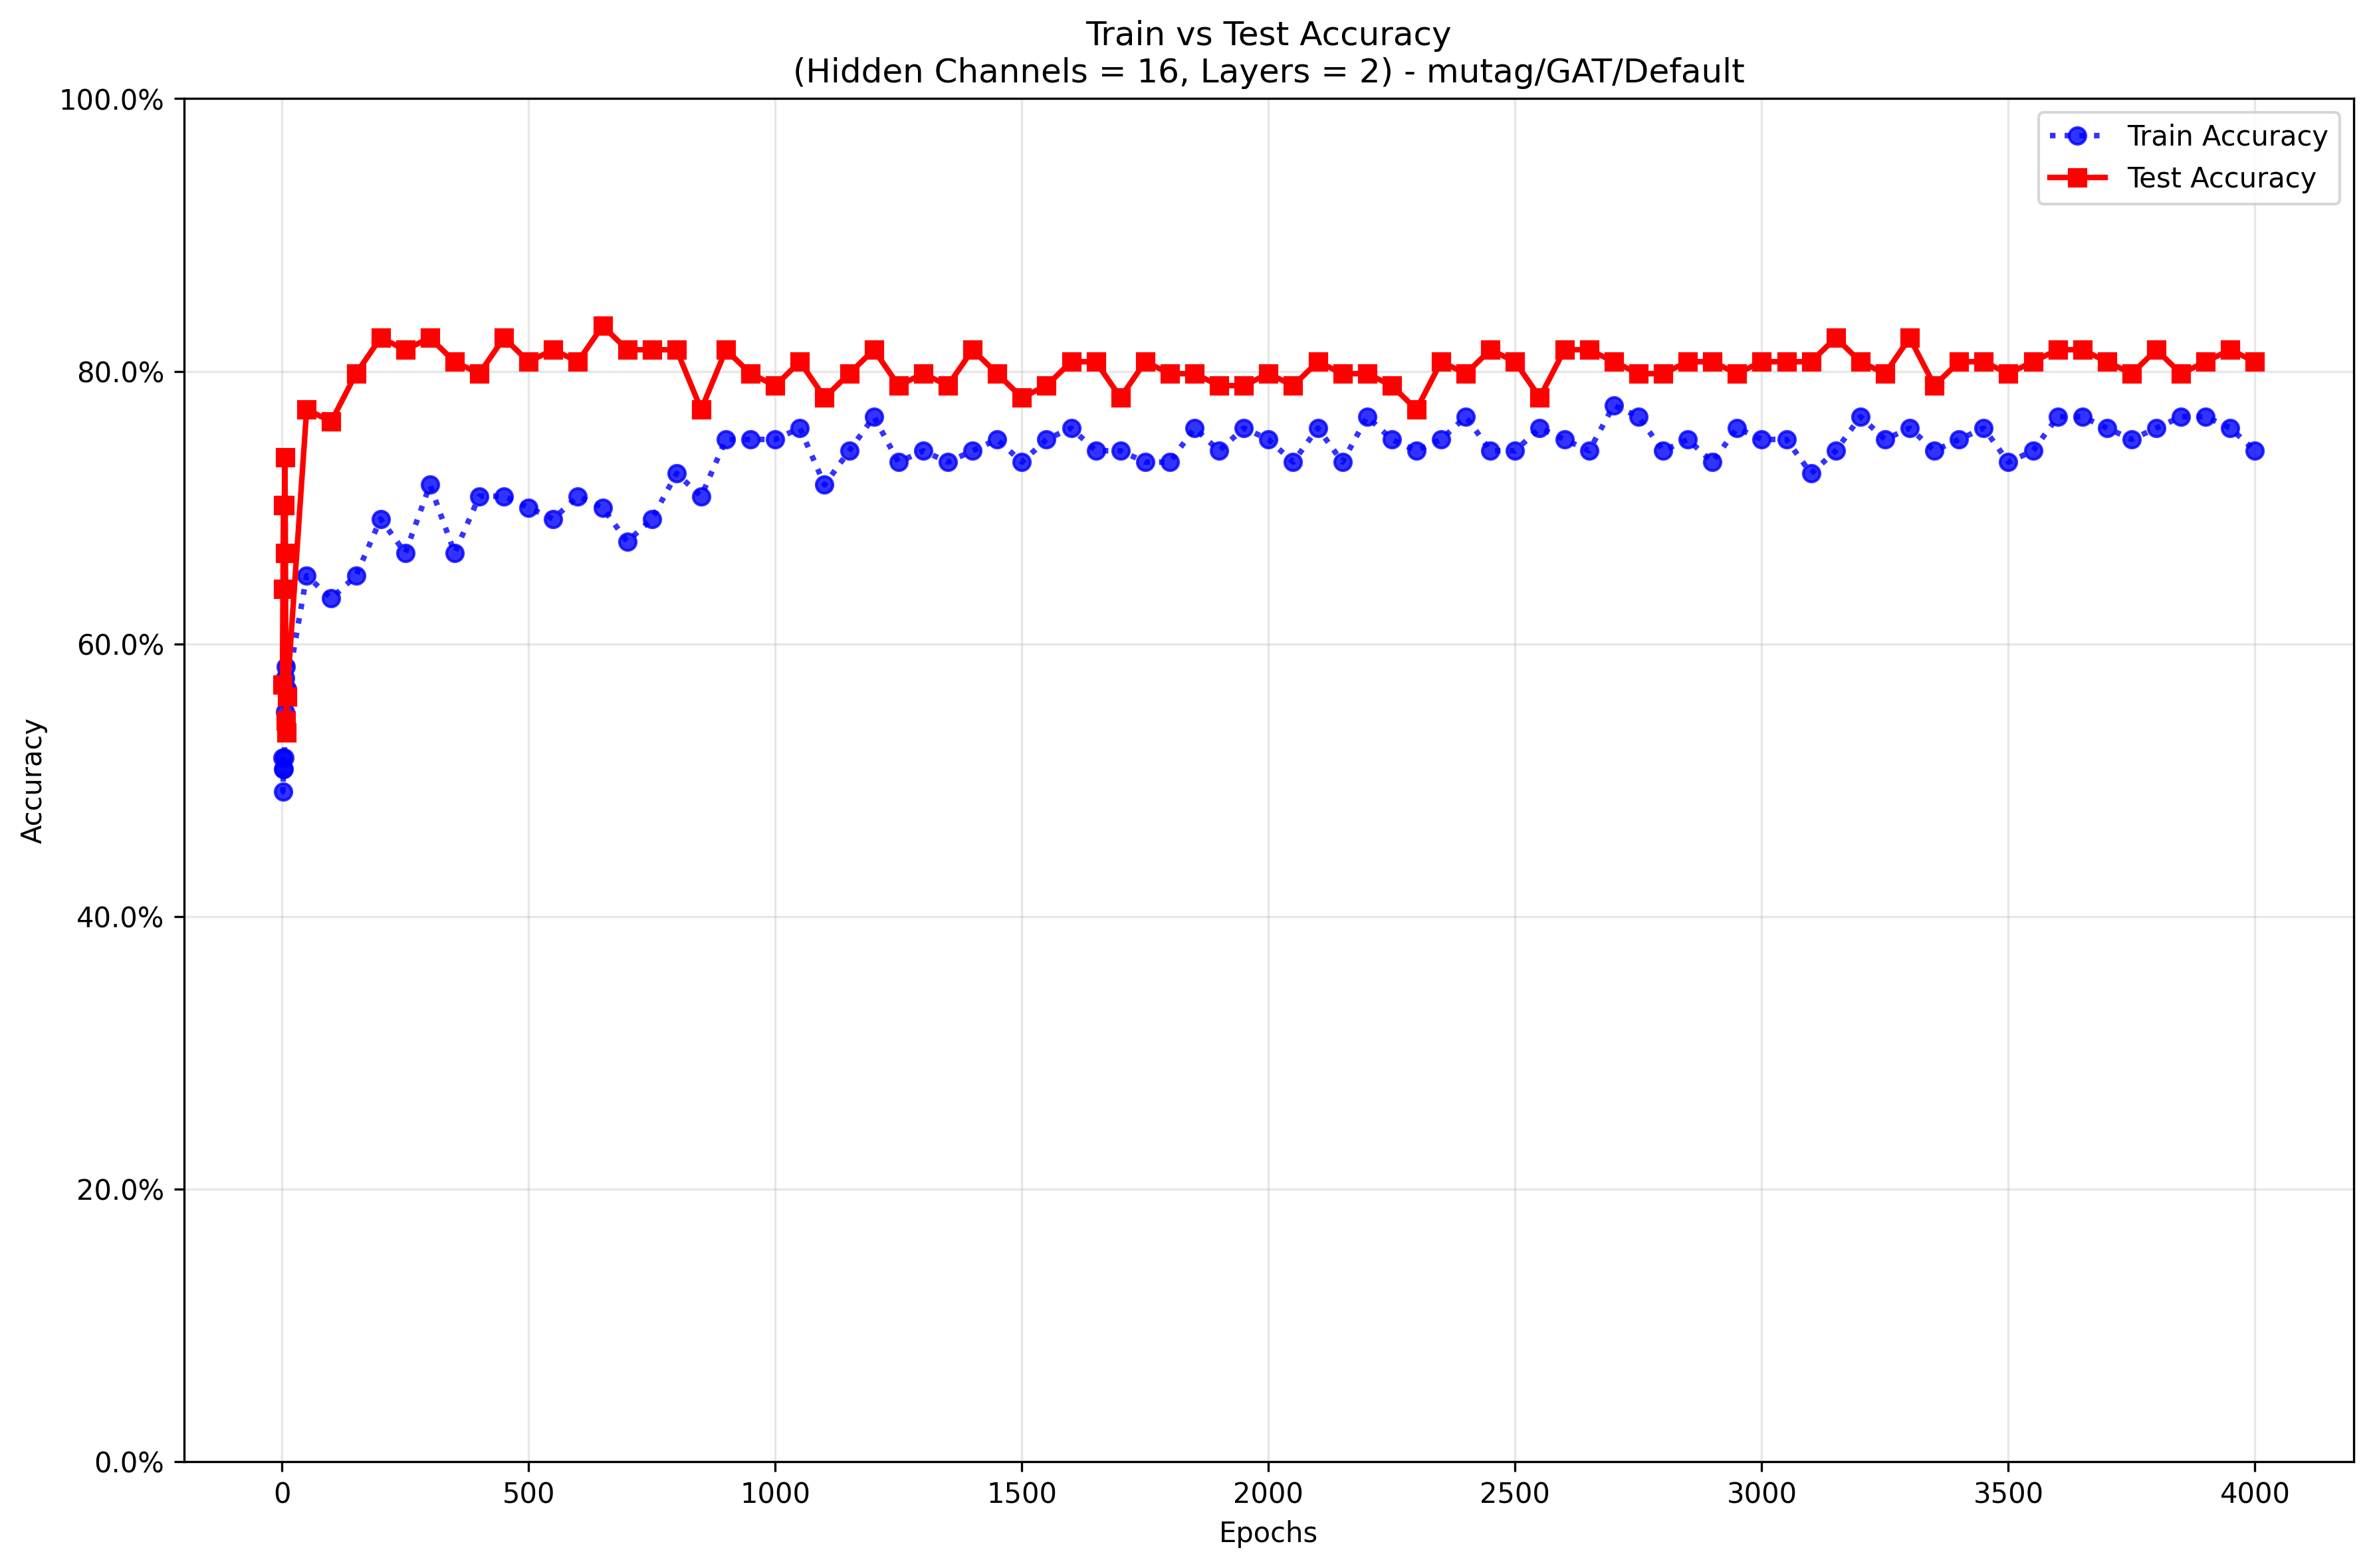 Train vs Test Accuracy
(Hidden Channels = 16, Layers = 2) - mutag/GAT/Default
100.0%
80.0%
60.0%
40.0%
20.0%
0.0%
Accuracy
Train Accuracy
Test Accuracy
0 500 1000 1500 2000 2500 3000 3500 4000
Epochs